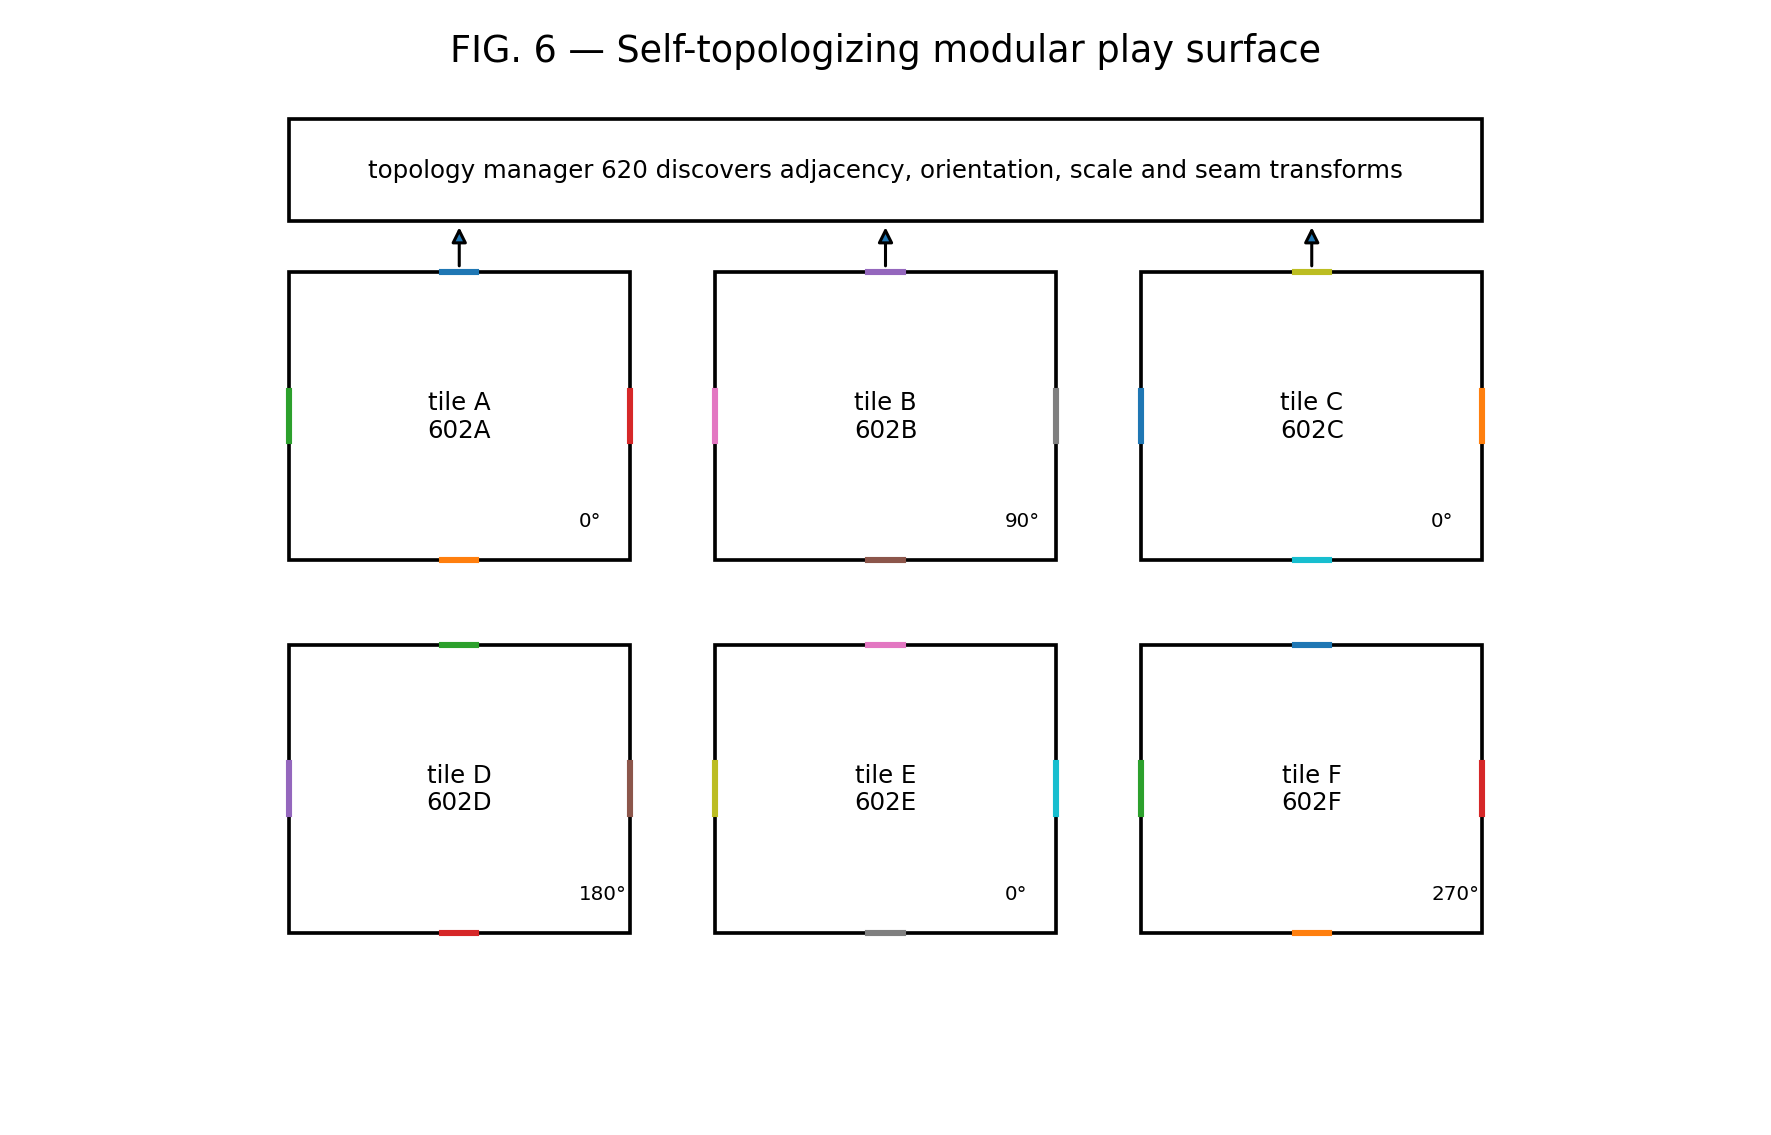 FIG. 6 — Self-topologizing modular play surface
topology manager 620 discovers adjacency, orientation, scale and seam transforms
tile A
602A
0°
tile B
602B
90°
tile C
602C
0°
tile D
602D
180°
tile E
602E
0°
tile F
602F
270°